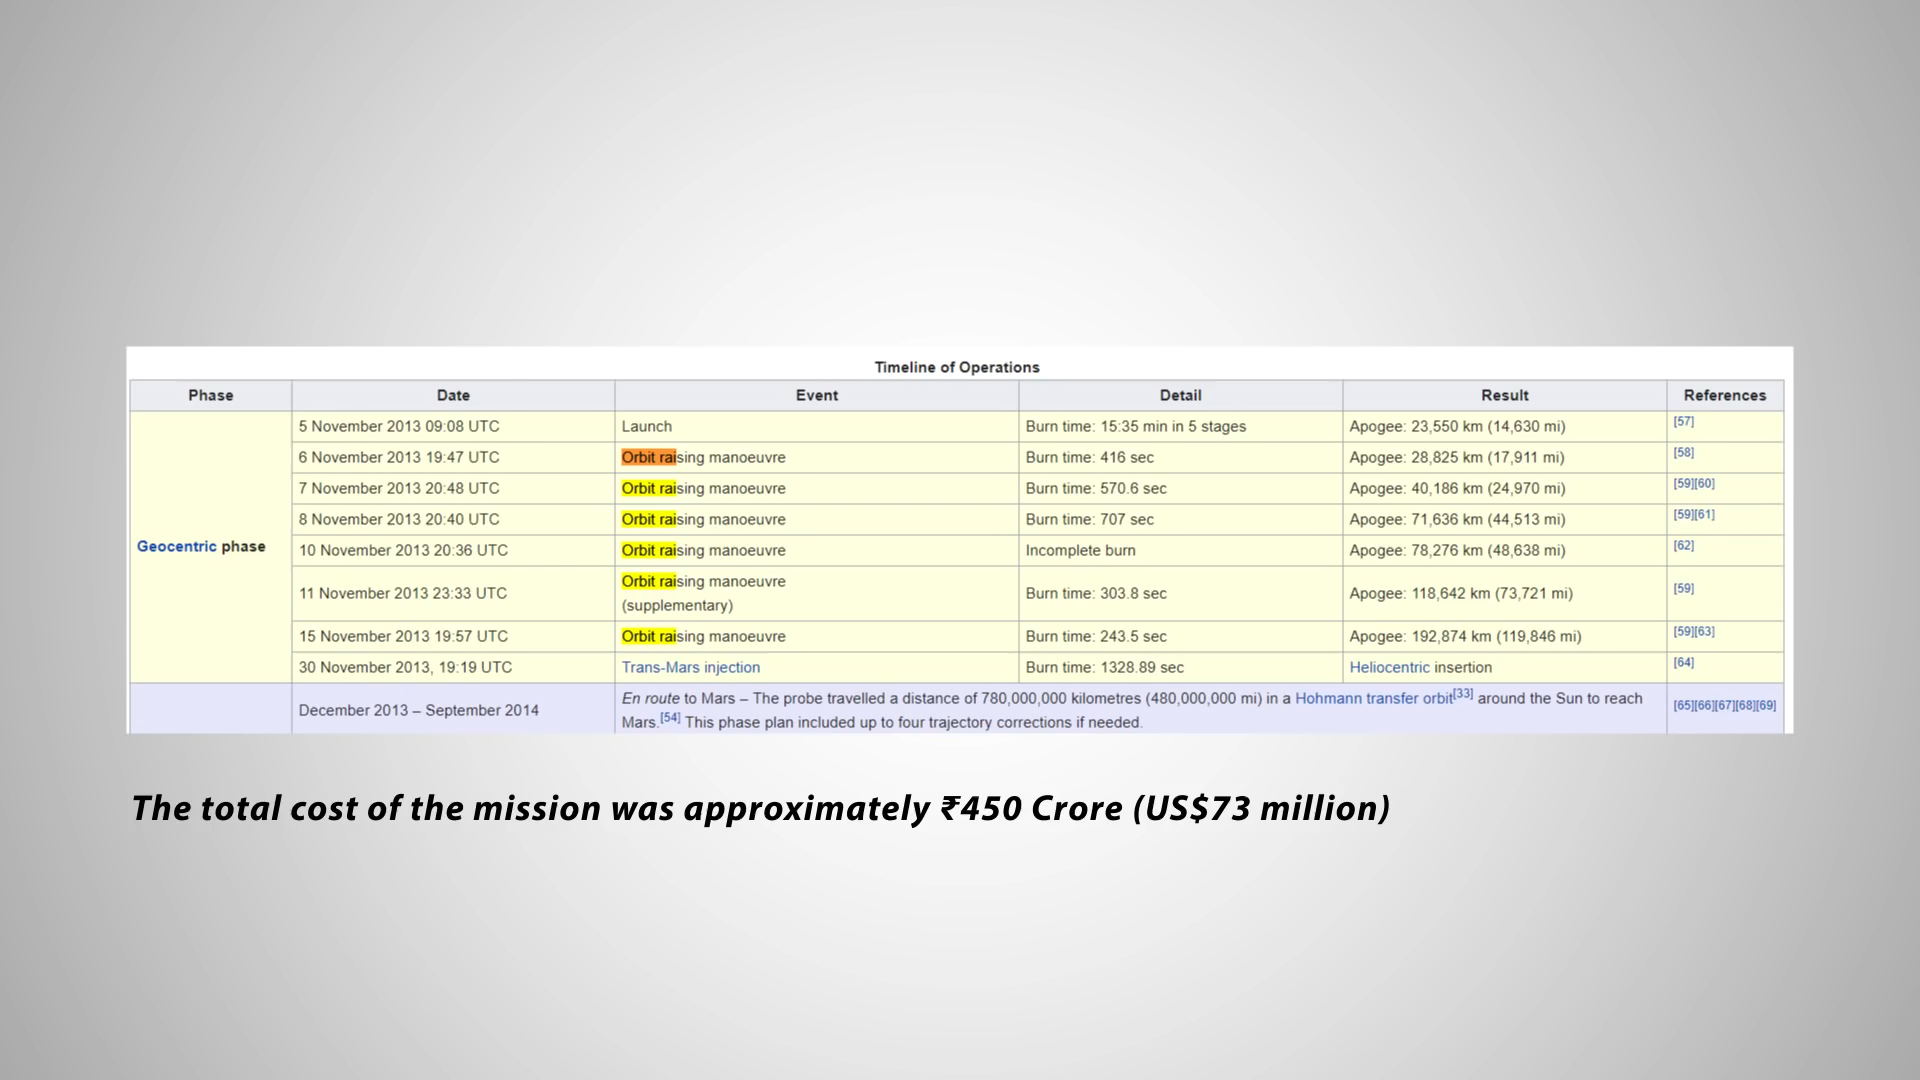 Timeline of Operations
Phase Date Event Detail Result References
Geocentric phase
5 November 2013 09:08 UTC Launch Burn time: 15:35 min in 5 stages Apogee: 23,550 km (14,630 mi) [57]
6 November 2013 19:47 UTC Orbit raising manoeuvre Burn time: 416 sec Apogee: 28,825 km (17,911 mi) [58]
7 November 2013 20:48 UTC Orbit raising manoeuvre Burn time: 570.6 sec Apogee: 40,186 km (24,970 mi) [59][60]
8 November 2013 20:40 UTC Orbit raising manoeuvre Burn time: 707 sec Apogee: 71,636 km (44,513 mi) [59][61]
10 November 2013 20:36 UTC Orbit raising manoeuvre Incomplete burn Apogee: 78,276 km (48,638 mi) [62]
11 November 2013 23:33 UTC Orbit raising manoeuvre
(supplementary) Burn time: 303.8 sec Apogee: 118,642 km (73,721 mi) [59]
15 November 2013 19:57 UTC Orbit raising manoeuvre Burn time: 243.5 sec Apogee: 192,874 km (119,846 mi) [59][63]
30 November 2013, 19:19 UTC Trans-Mars injection Burn time: 1328.89 sec Heliocentric insertion [64]
December 2013 – September 2014 En route to Mars – The probe travelled a distance of 780,000,000 kilometres (480,000,000 mi) in a Hohmann transfer orbit[33] around the Sun to reach
Mars.[54] This phase plan included up to four trajectory corrections if needed. [65][66][67][68][69]
The total cost of the mission was approximately ₹450 Crore (US$73 million)